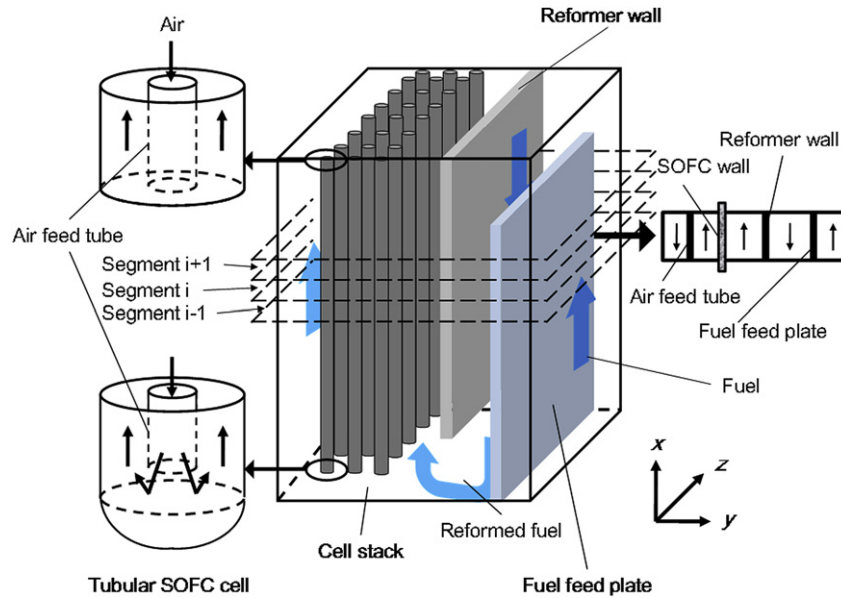 Air
Reformer wall
Reformer wall
SOFC wall
Air feed tube
Segment i+1
Segment i
Segment i-1
Air feed tube
Fuel feed plate
Fuel
x
z
y
Reformed fuel
Cell stack
Tubular SOFC cell
Fuel feed plate